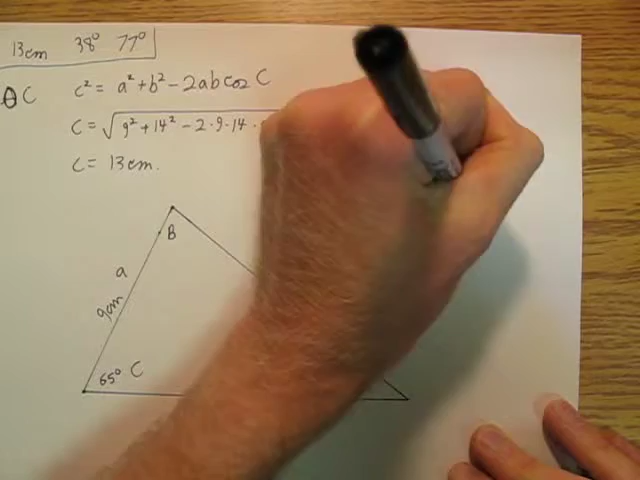 13cm 38° 77°
θ C c² = a² + b² - 2ab cos C
c = √9² + 14² - 2·9·14·
c = 13cm.
B
a
9cm
65° C